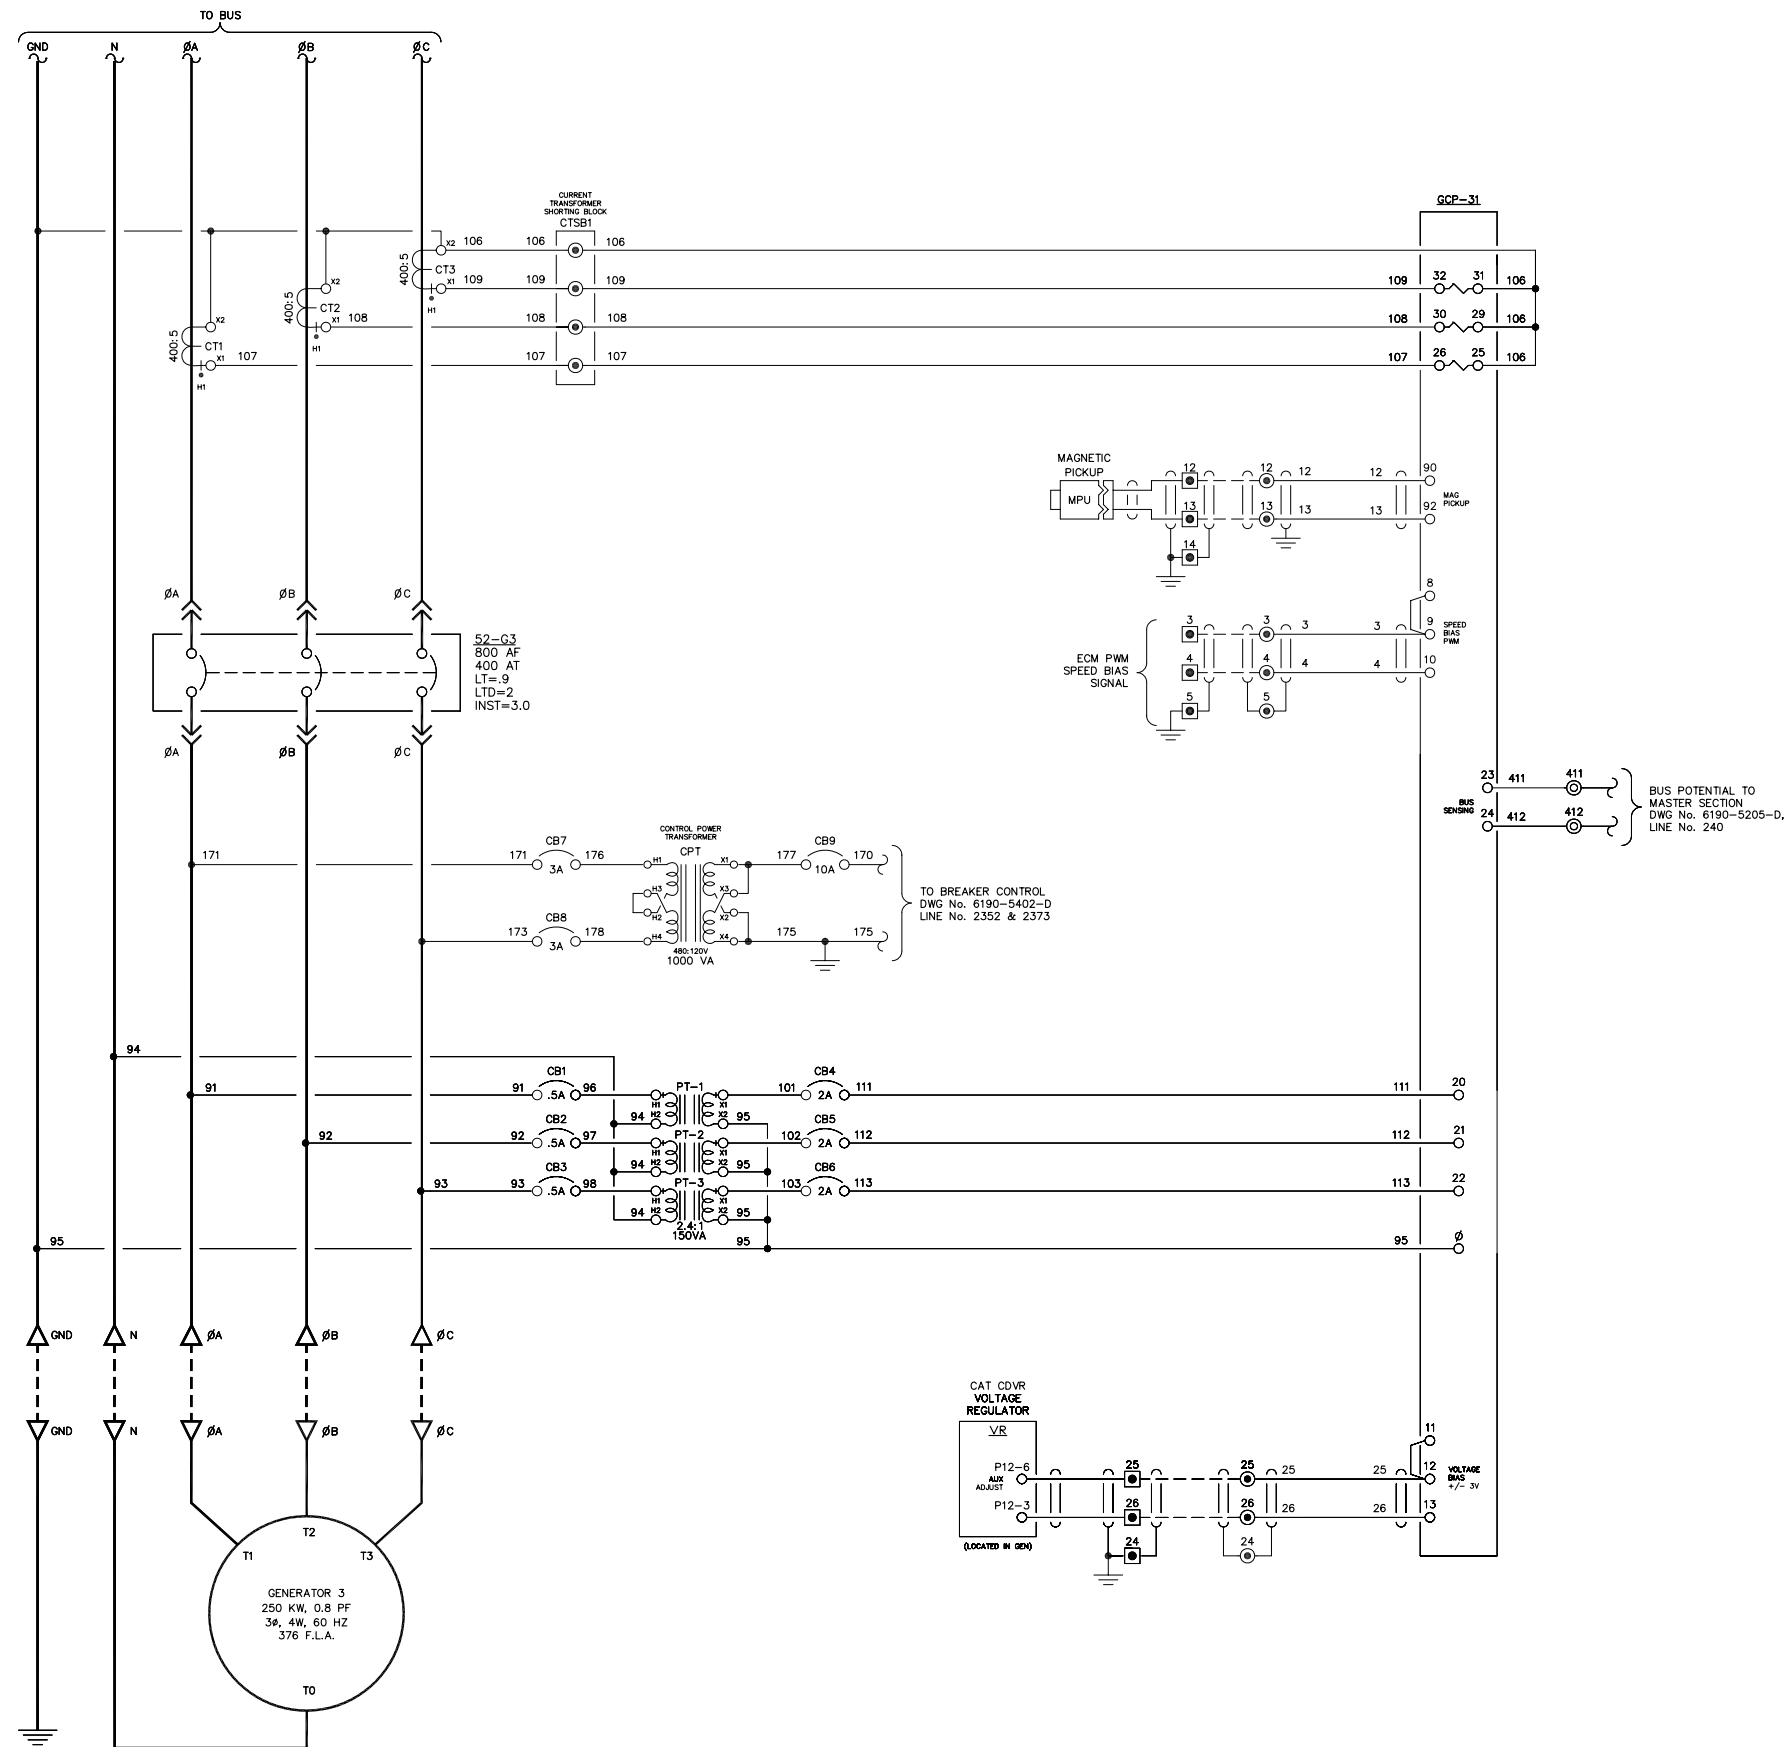 TO BUS
GND N ØA ØB ØC
CURRENT
TRANSFORMER
SHORTING BLOCK
CTSB1
GCP-31
X2 106 106 106
400:5 CT3
X1 109 109 109 109 32 31 106
H1
X2
400:5 CT2
X1 108 108 108 108 30 29 106
H1
X2
400:5 CT1
X1 107 107 107 107 26 25 106
H1
MAGNETIC
PICKUP
MPU
12 12 12 12 90
MAG
PICKUP
13 13 13 13 92
14
8
ØA ØB ØC
52-G3
800 AF
400 AT
LT=.9
LTD=2
INST=3.0
ECM PWM
SPEED BIAS
SIGNAL
3 3 3 3 9
SPEED
BIAS
PWM
4 4 4 4 10
5 5
ØA ØB ØC
23 411 411
BUS
SENSING
24 412 412
BUS POTENTIAL TO
MASTER SECTION
DWG No. 6190-5205-D,
LINE No. 240
CONTROL POWER
TRANSFORMER
CPT
171 171 CB7 176 H1 X1 177 CB9 170
3A 10A
H3 X3
H2 X2
173 CB8 178 H4 X4 175 175
3A
480:120V
1000 VA
TO BREAKER CONTROL
DWG No. 6190-5402-D
LINE No. 2352 & 2373
94
91 91 CB1 96 PT-1 101 CB4 111 111 20
.5A H1 X1 2A
94 H2 X2 95
92 92 CB2 97 PT-2 102 CB5 112 112 21
.5A H1 X1 2A
94 H2 X2 95
93 93 CB3 98 PT-3 103 CB6 113 113 22
.5A H1 X1 2A
94 H2 X2 95
2.4:1
150VA
95 95 95 Ø
GND N ØA ØB ØC
GND N ØA ØB ØC
CAT CDVR
VOLTAGE
REGULATOR
VR
11
P12-6 25 25 25 25 12
AUX
ADJUST
VOLTAGE
BIAS
+/- 3V
P12-3 26 26 26 26 13
24 24
(LOCATED IN GEN)
T2
T1 T3
GENERATOR 3
250 KW, 0.8 PF
3Ø, 4W, 60 HZ
376 F.L.A.
T0